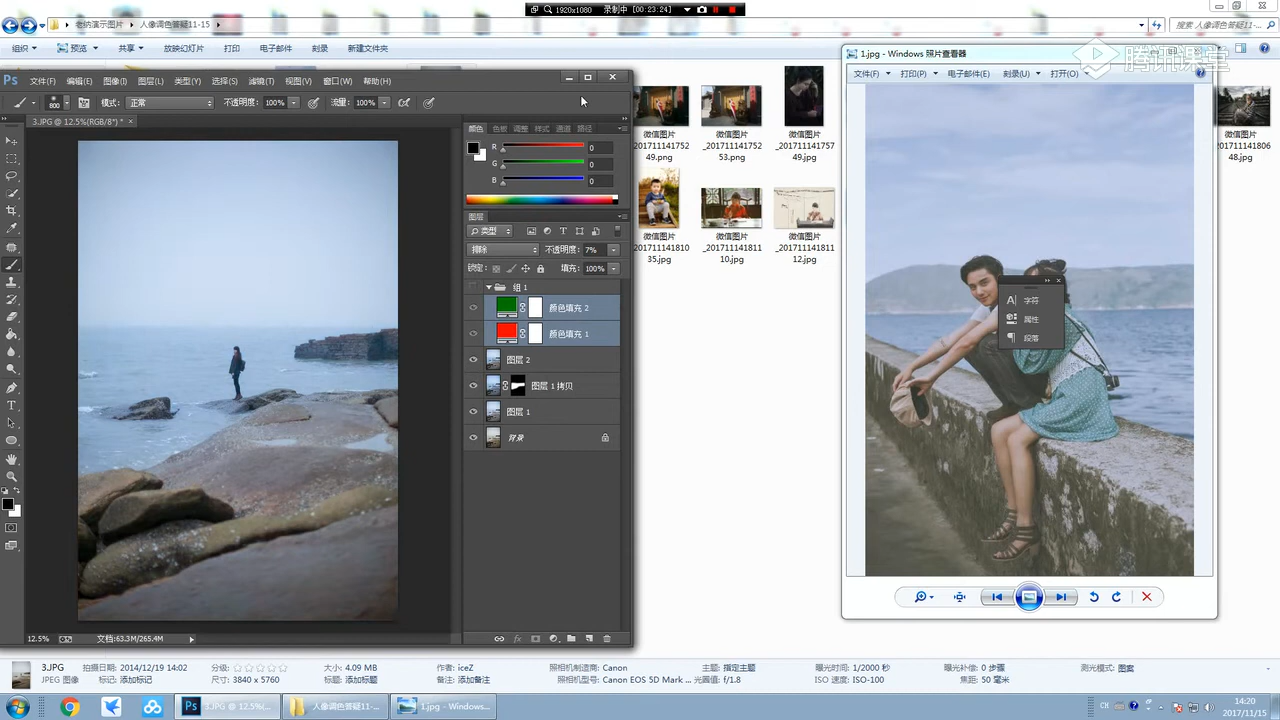 1920x1080 录制中 [00:23:24]
老纳演示图片 人像调色答疑11-15
搜索 人像调色答疑11-...
组织 预览 共享 放映幻灯片 打印 电子邮件 刻录 新建文件夹
腾讯课堂
1.jpg - Windows 照片查看器
文件(F) 打印(P) 电子邮件(E) 刻录(U) 打开(O)
Ps 文件(F) 编辑(E) 图像(I) 图层(L) 类型(Y) 选择(S) 滤镜(T) 视图(V) 窗口(W) 帮助(H)
800 模式: 正常 不透明度: 100% 流量: 100%
3.JPG @ 12.5%(RGB/8*) *
颜色 色板 调整 样式 通道 路径
R 0
G 0
B 0
图层
类型
排除 不透明度: 7%
锁定: 填充: 100%
组 1
颜色填充 2
颜色填充 1
图层 2
图层 1 拷贝
图层 1
背景
12.5% 文档:63.3M/265.4M
微信图片_20171114175249.png
微信图片_20171114175253.png
微信图片_20171114175749.jpg
微信图片_20171114180648.jpg
微信图片_20171114181035.jpg
微信图片_20171114181110.jpg
微信图片_20171114181112.jpg
字符
属性
段落
3.JPG 拍摄日期: 2014/12/19 14:02 分级: 大小: 4.09 MB 作者: iceZ 照相机制造商: Canon 主题: 指定主题 曝光时间: 1/2000 秒 曝光补偿: 0 步骤 测光模式: 图案
JPEG 图像 标记: 添加标记 尺寸: 3840 x 5760 标题: 添加标题 备注: 添加备注 照相机型号: Canon EOS 5D Mark ... 光圈值: f/1.8 ISO 速度: ISO-100 焦距: 50 毫米
3.JPG @ 12.5%(... 人像调色答疑11-... 1.jpg - Windows...
CH
14:20
2017/11/15